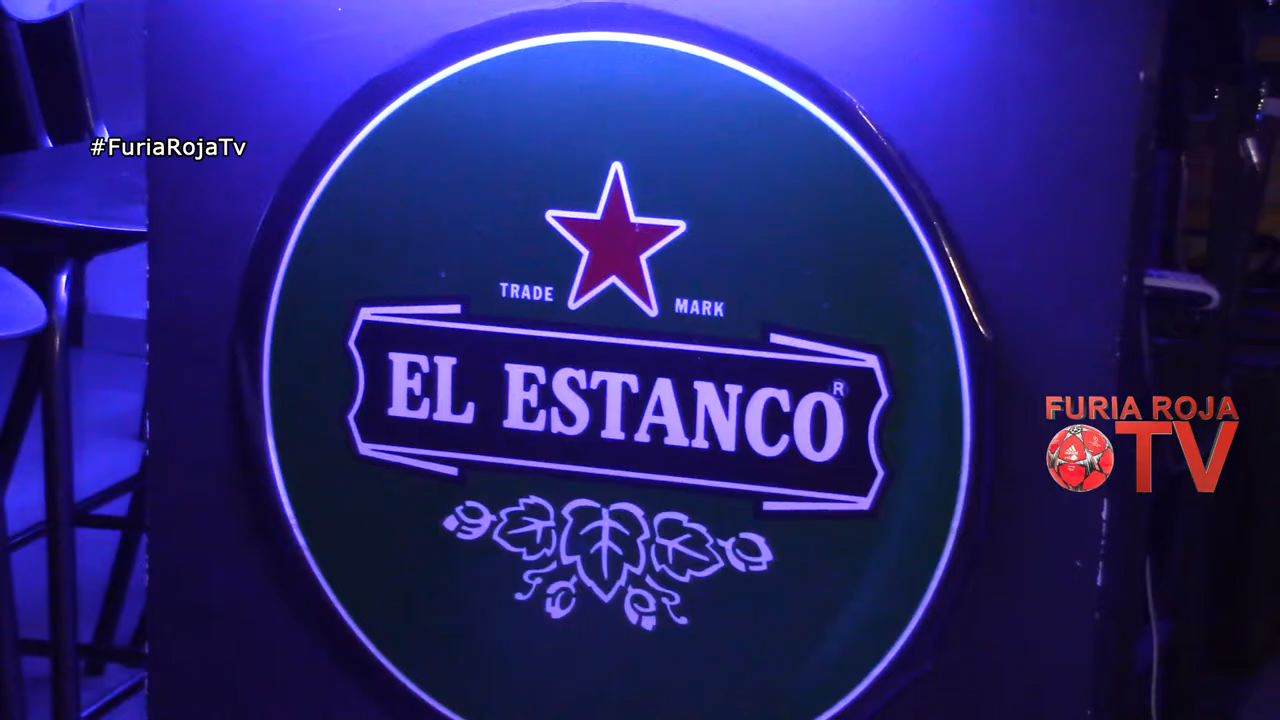 #FuriaRojaTv
TRADE MARK
EL ESTANCO ®
FURIA ROJA
TV